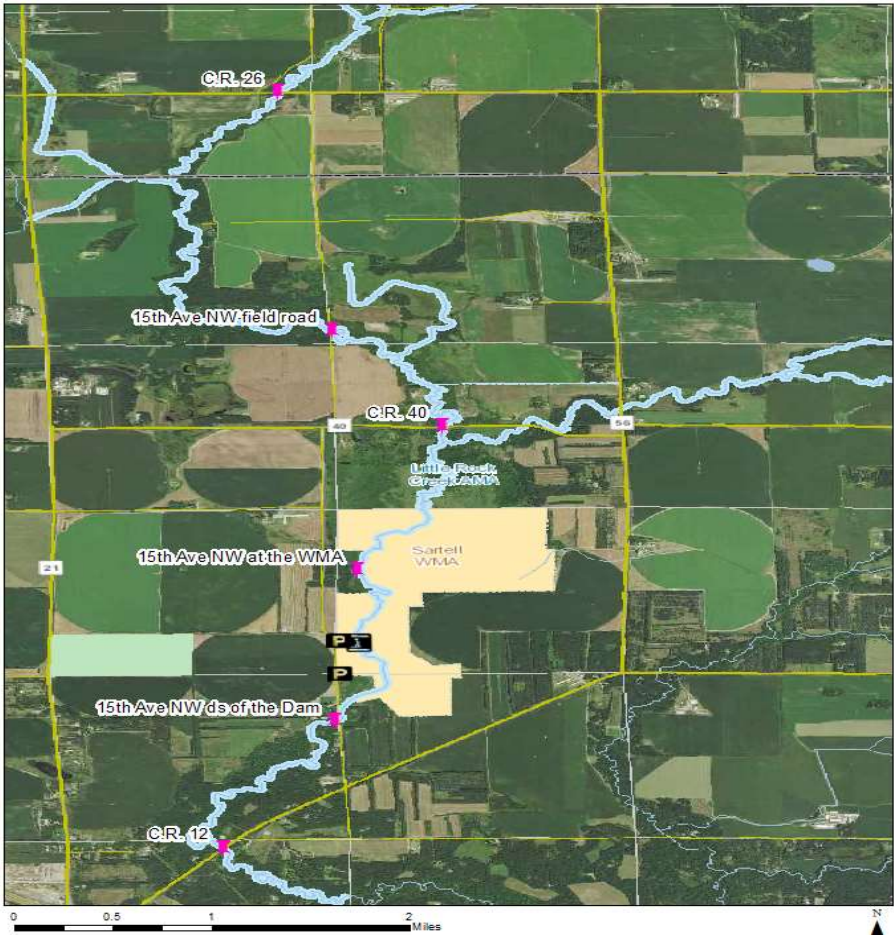 C.R. 26
15th Ave NW field road
C.R. 40
40
56
Little Rock
Creek AMA
Sartell
WMA
15th Ave NW at the WMA
21
P
P
15th Ave NW ds of the Dam
C.R. 12
0 0.5 1 2
Miles
N